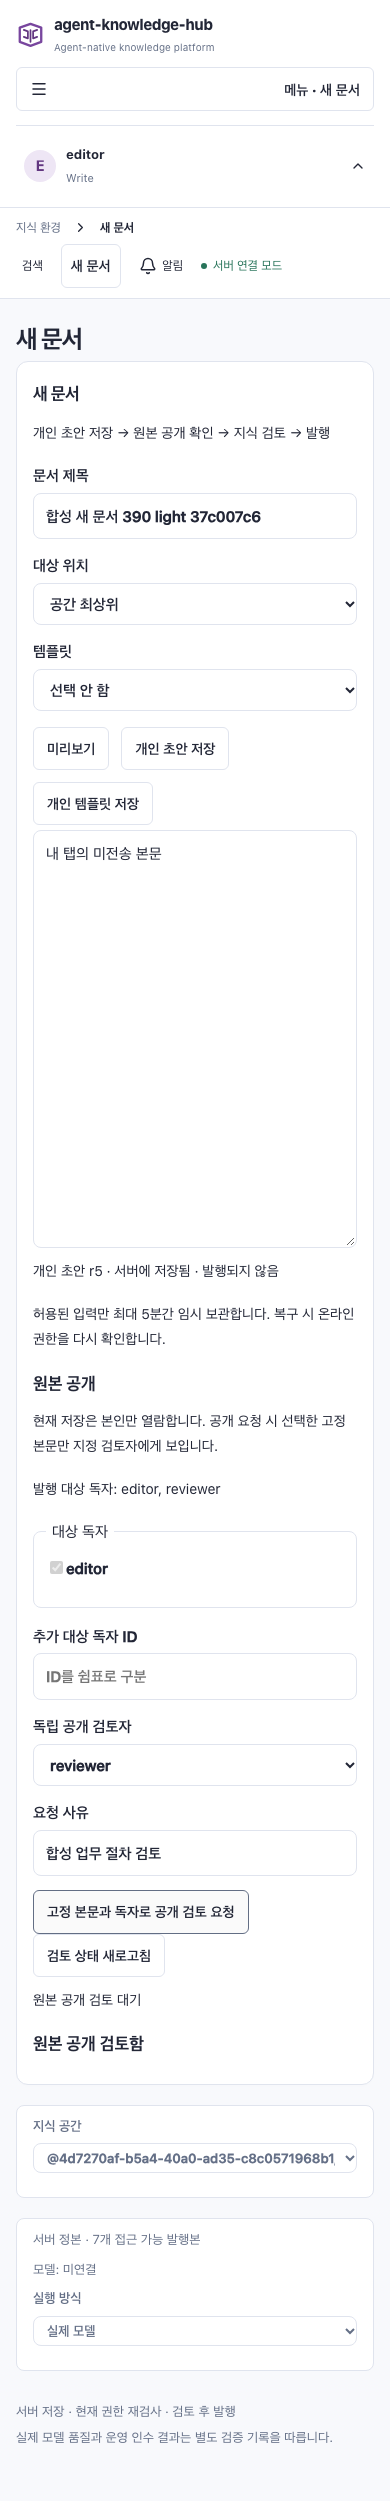 agent-knowledge-hub
Agent-native knowledge platform
메뉴 · 새 문서
E
editor
Write
지식 환경 > 새 문서
검색 새 문서 알림 서버 연결 모드
새 문서
새 문서
개인 초안 저장 → 원본 공개 확인 → 지식 검토 → 발행
문서 제목
합성 새 문서 390 light 37c007c6
대상 위치
공간 최상위
템플릿
선택 안 함
미리보기 개인 초안 저장
개인 템플릿 저장
내 탭의 미전송 본문
개인 초안 r5 · 서버에 저장됨 · 발행되지 않음
허용된 입력만 최대 5분간 임시 보관합니다. 복구 시 온라인
권한을 다시 확인합니다.
원본 공개
현재 저장은 본인만 열람합니다. 공개 요청 시 선택한 고정
본문만 지정 검토자에게 보입니다.
발행 대상 독자: editor, reviewer
대상 독자
editor
추가 대상 독자 ID
ID를 쉼표로 구분
독립 공개 검토자
reviewer
요청 사유
합성 업무 절차 검토
고정 본문과 독자로 공개 검토 요청
검토 상태 새로고침
원본 공개 검토 대기
원본 공개 검토함
지식 공간
@4d7270af-b5a4-40a0-ad35-c8c0571968b1
서버 정본 · 7개 접근 가능 발행본
모델: 미연결
실행 방식
실제 모델
서버 저장 · 현재 권한 재검사 · 검토 후 발행
실제 모델 품질과 운영 인수 결과는 별도 검증 기록을 따릅니다.